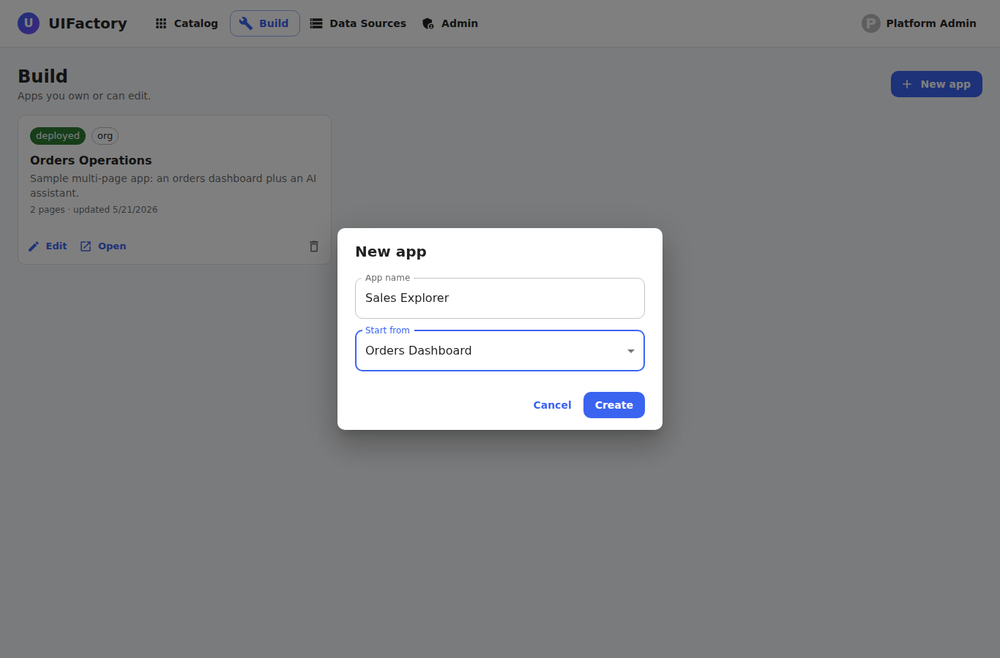 U UIFactory Catalog Build Data Sources Admin P Platform Admin
Build
Apps you own or can edit.
New app
deployed org
Orders Operations
Sample multi-page app: an orders dashboard plus an AI
assistant.
2 pages · updated 5/21/2026
Edit Open
New app
App name
Sales Explorer
Start from
Orders Dashboard
Cancel Create